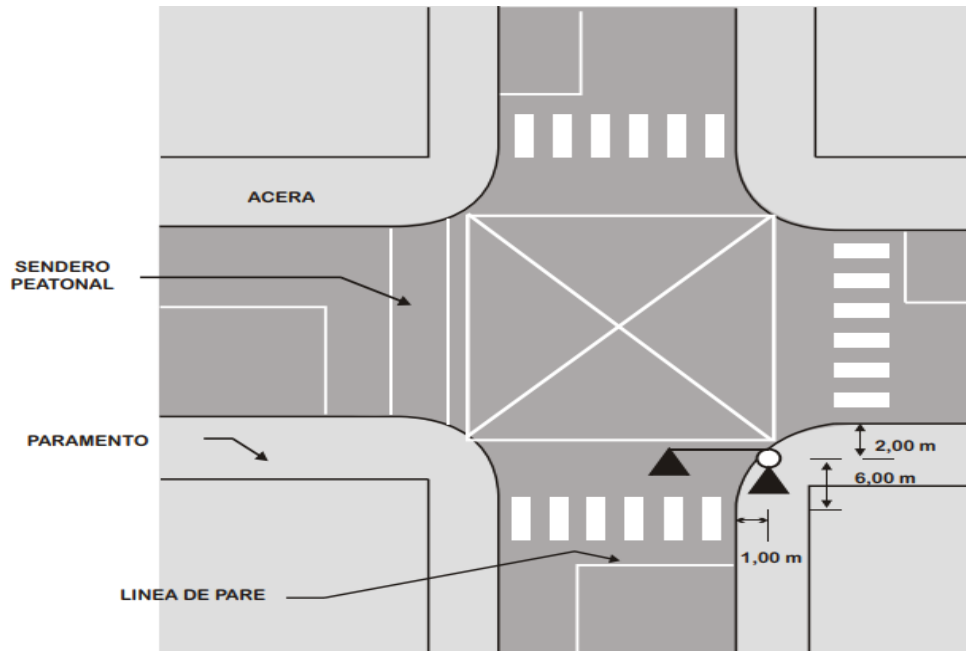 ACERA
SENDERO
PEATONAL
PARAMENTO
2,00 m
6,00 m
1,00 m
LINEA DE PARE